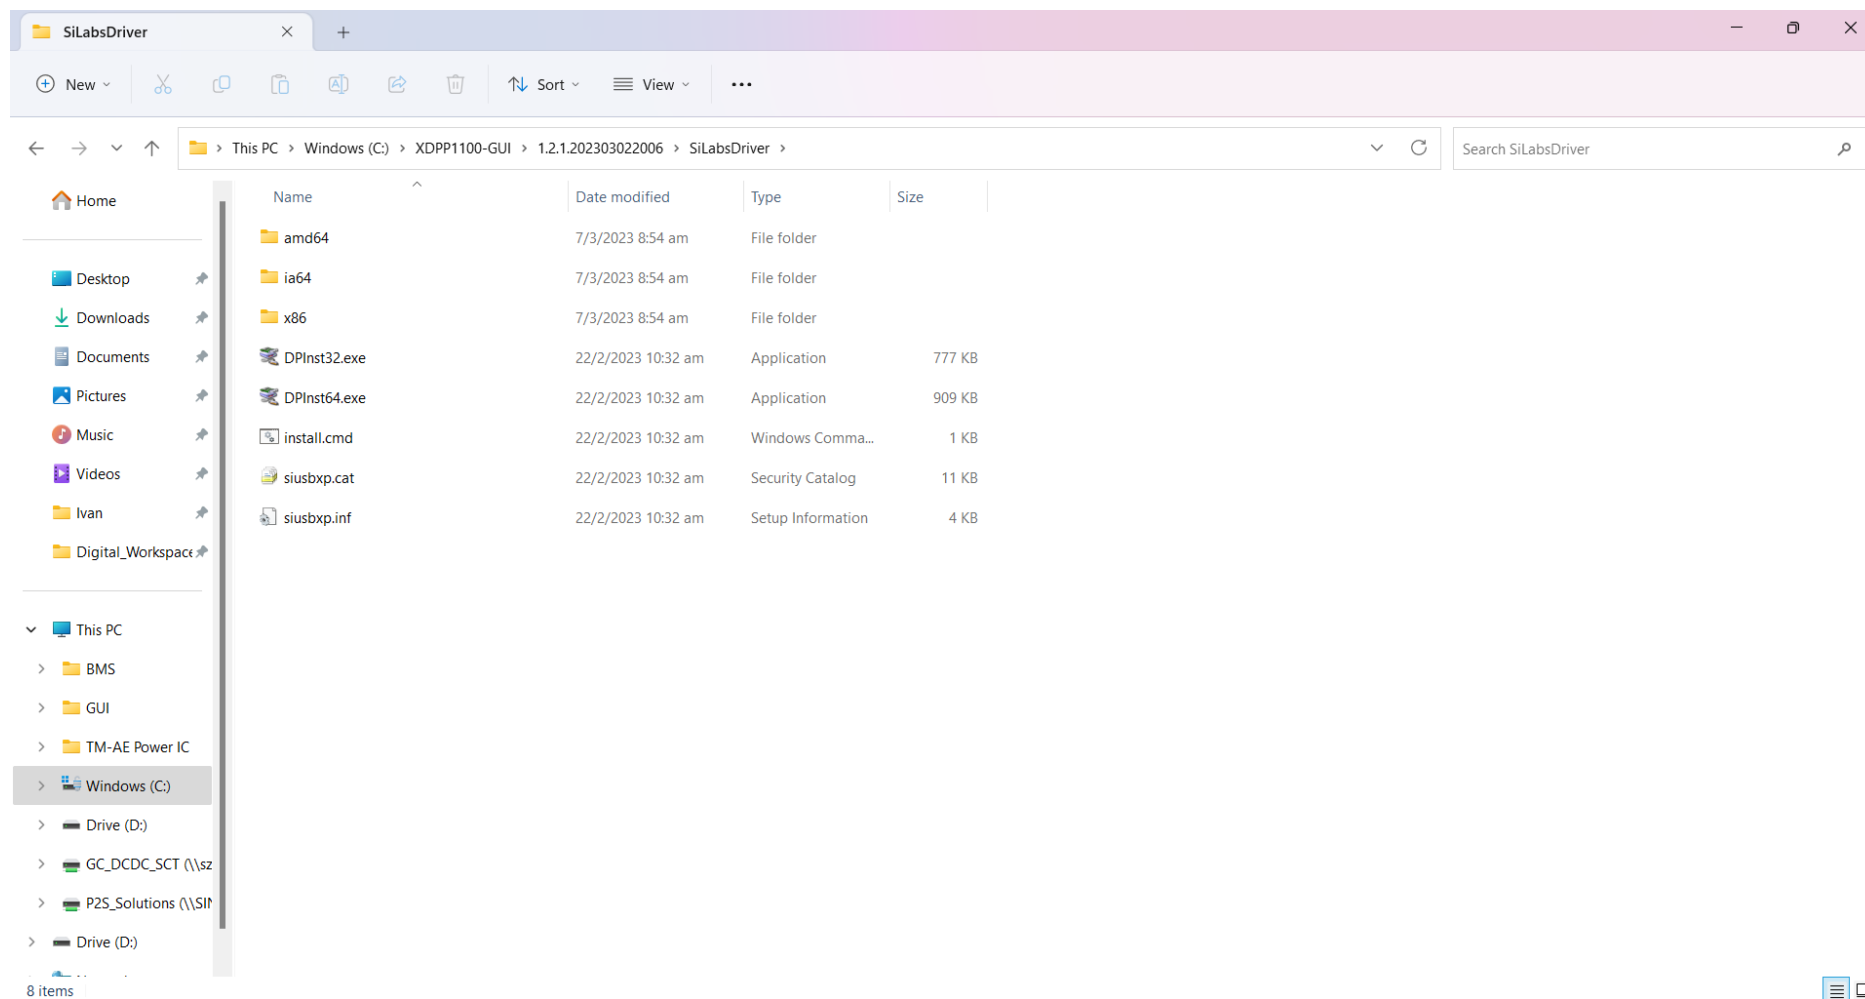 SiLabsDriver
New
Sort
View
This PC > Windows (C:) > XDPP1100-GUI > 1.2.1.202303022006 > SiLabsDriver >
Search SiLabsDriver
Home
Desktop
Downloads
Documents
Pictures
Music
Videos
Ivan
Digital_Workspace
This PC
BMS
GUI
TM-AE Power IC
Windows (C:)
Drive (D:)
GC_DCDC_SCT (\\sz
P2S_Solutions (\\SIN
Drive (D:)
Name Date modified Type Size
amd64 7/3/2023 8:54 am File folder
ia64 7/3/2023 8:54 am File folder
x86 7/3/2023 8:54 am File folder
DPInst32.exe 22/2/2023 10:32 am Application 777 KB
DPInst64.exe 22/2/2023 10:32 am Application 909 KB
install.cmd 22/2/2023 10:32 am Windows Comma... 1 KB
siusbxp.cat 22/2/2023 10:32 am Security Catalog 11 KB
siusbxp.inf 22/2/2023 10:32 am Setup Information 4 KB
8 items